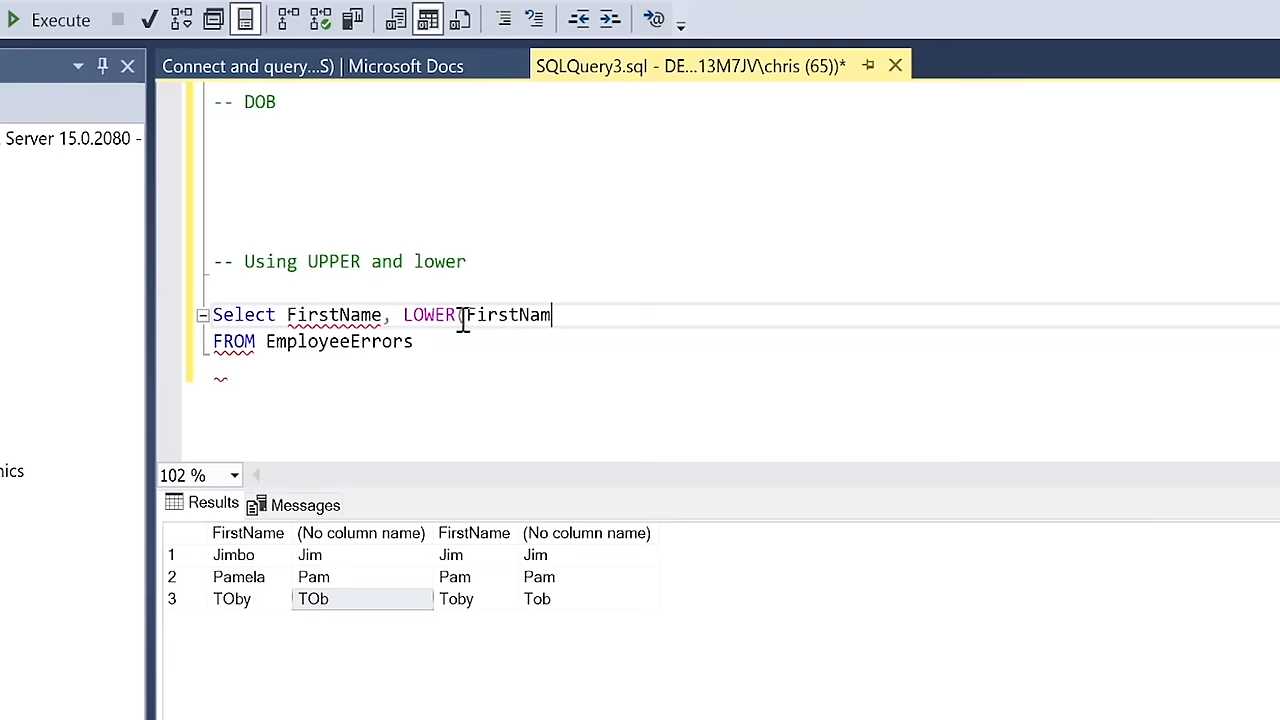 Execute
Connect and query...S) | Microsoft Docs
SQLQuery3.sql - DE...13M7JV\chris (65))*
-- DOB
Server 15.0.2080 -
-- Using UPPER and lower
Select FirstName, LOWER(FirstNam
FROM EmployeeErrors
nics
102 %
Results
Messages
FirstName (No column name) FirstName (No column name)
1 Jimbo Jim Jim Jim
2 Pamela Pam Pam Pam
3 TOby TOb Toby Tob